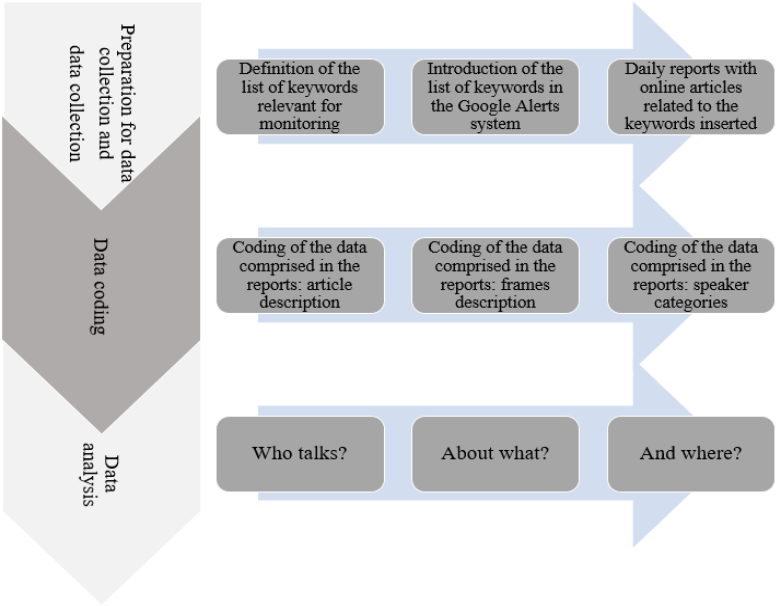 Preparation for data
collection and
data collection
Definition of the
list of keywords
relevant for
monitoring
Introduction of the
list of keywords in
the Google Alerts
system
Daily reports with
online articles
related to the
keywords inserted
Data coding
Coding of the data
comprised in the
reports: article
description
Coding of the data
comprised in the
reports: frames
description
Coding of the data
comprised in the
reports: speaker
categories
Data
analysis
Who talks?
About what?
And where?